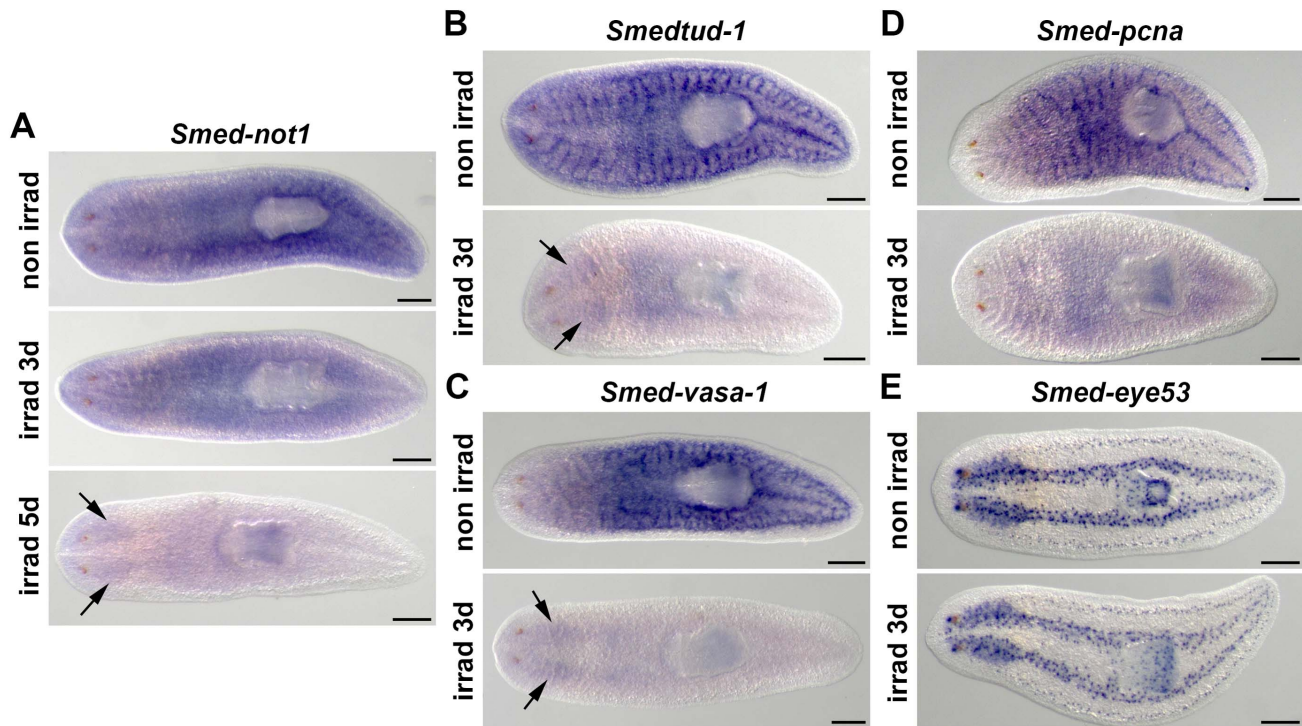 A
Smed-not1
non irrad
irrad 3d
irrad 5d
B
Smedtud-1
non irrad
irrad 3d
C
Smed-vasa-1
non irrad
irrad 3d
D
Smed-pcna
non irrad
irrad 3d
E
Smed-eye53
non irrad
irrad 3d